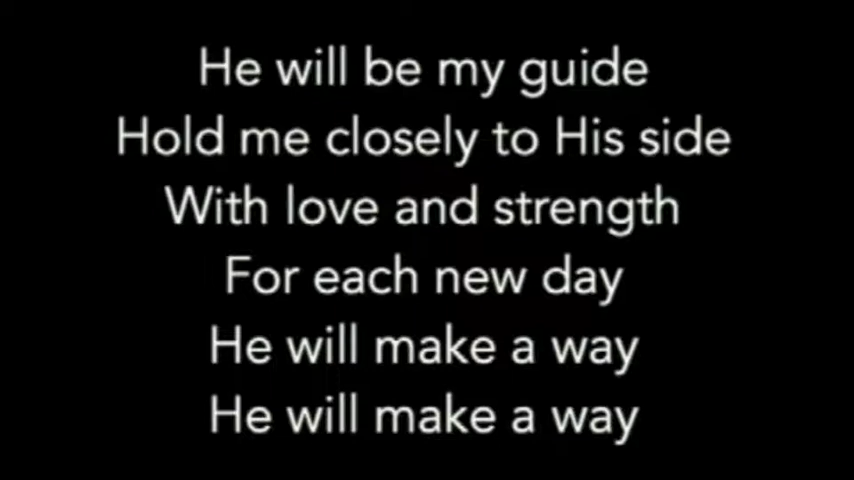 He will be my guide
Hold me closely to His side
With love and strength
For each new day
He will make a way
He will make a way